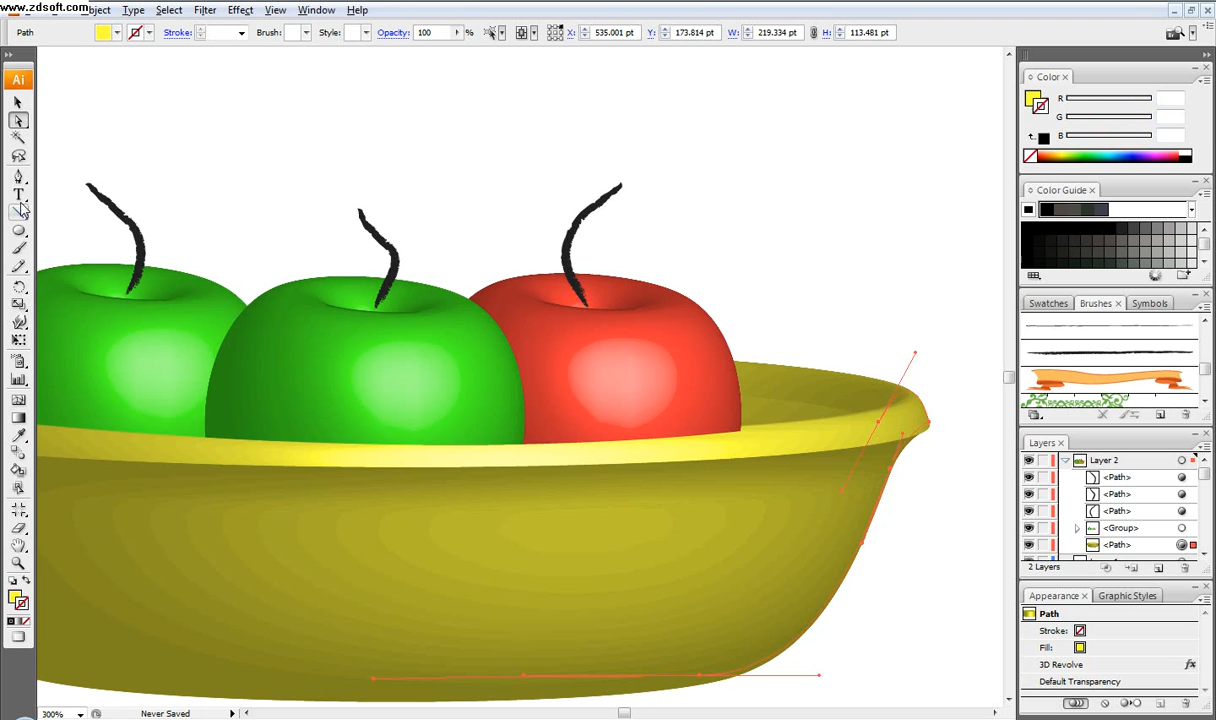 www.zdsoft.com
Object Type Select Filter Effect View Window Help
Path Stroke: Brush: Style: Opacity: 100 % X: 535.001 pt Y: 173.814 pt W: 219.334 pt H: 113.481 pt
Ai
Color
R
G
B
Color Guide
Swatches Brushes Symbols
Layers
Layer 2
<Path>
<Path>
<Path>
<Group>
<Path>
2 Layers
Appearance Graphic Styles
Path
Stroke:
Fill:
3D Revolve fx
Default Transparency
300% Never Saved